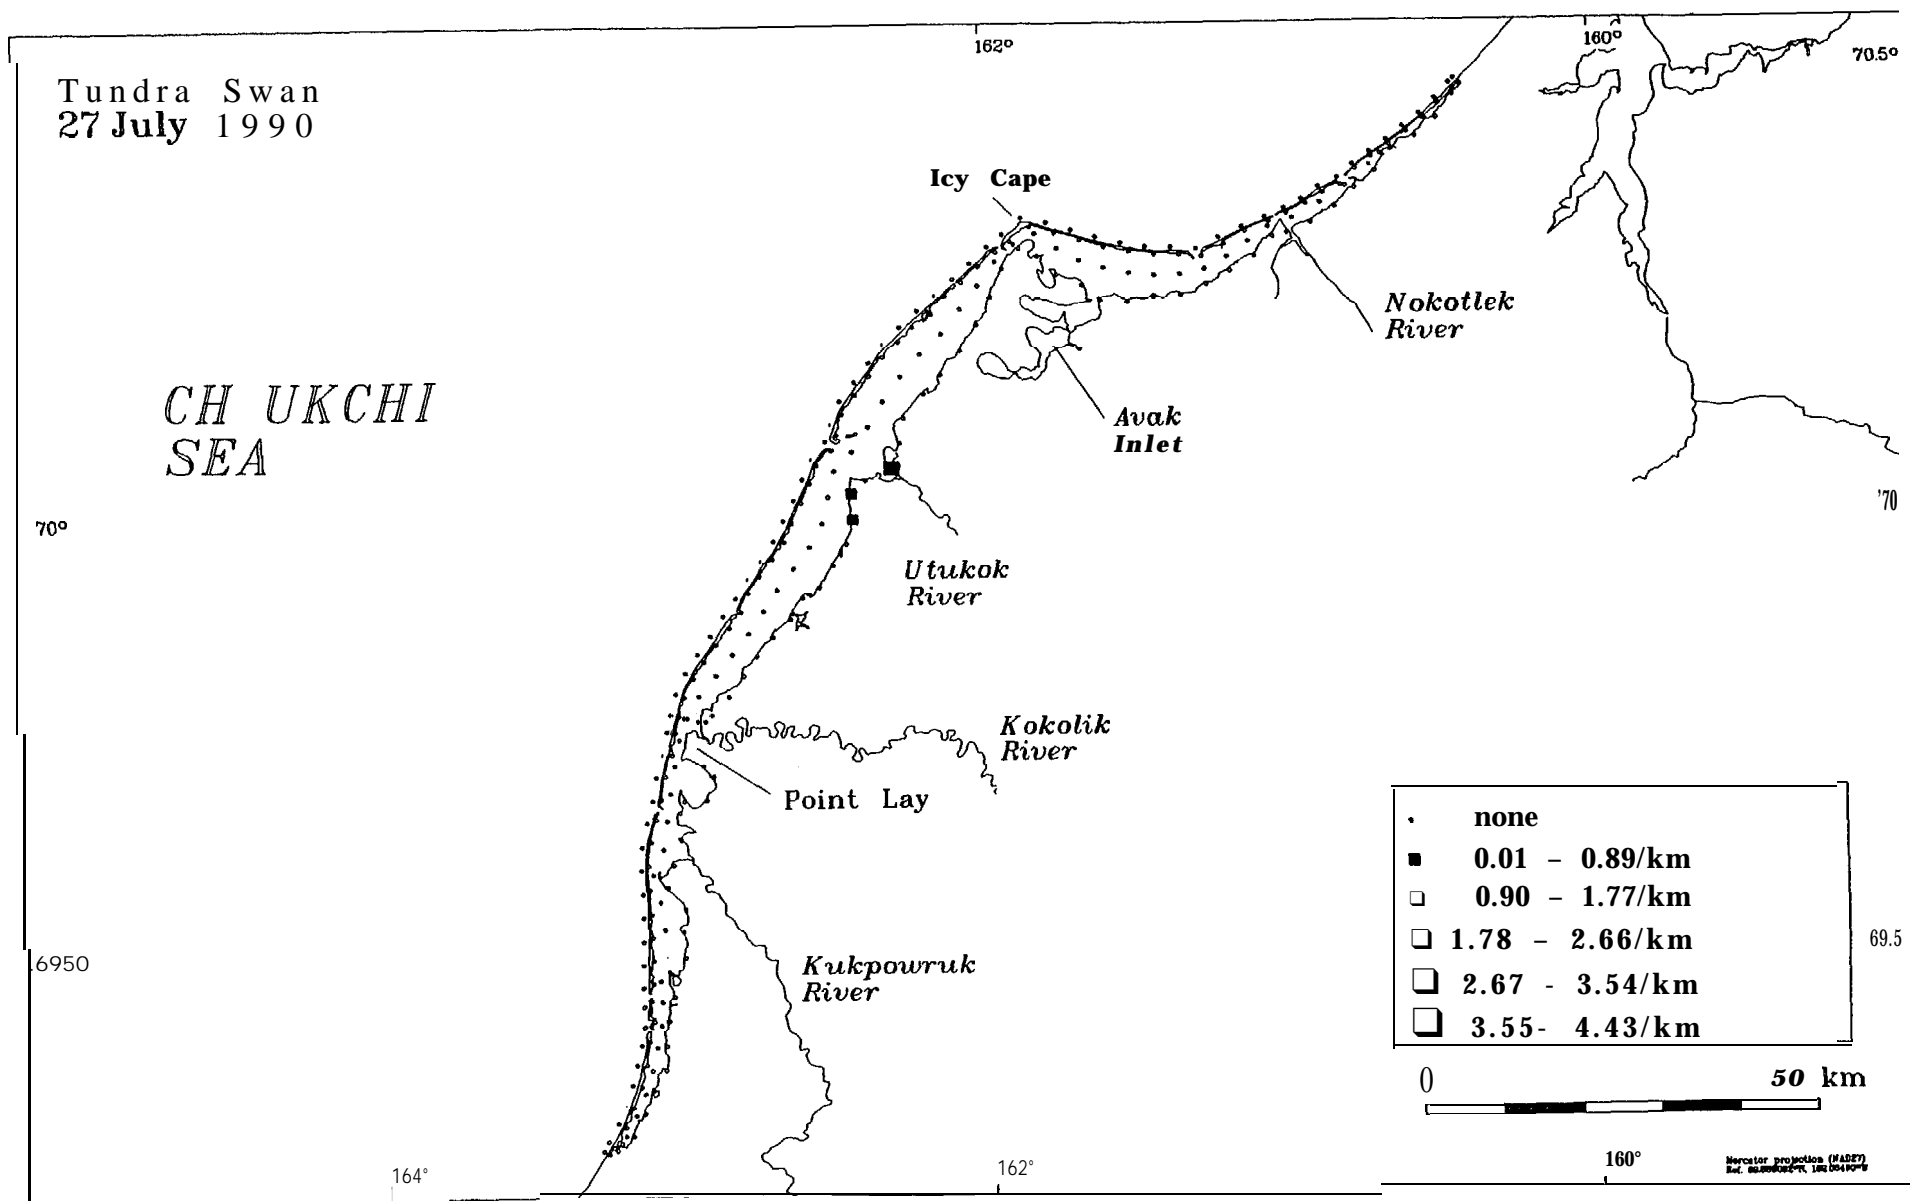 162°
160°
70.5°
Tundra Swan
27 July 1990
Icy Cape
Nokotlek
River
CH UKCHI
SEA
Avak
Inlet
'70
70°
Utukok
River
Kokolik
River
Point Lay
none
0.01 - 0.89/km
0.90 - 1.77/km
1.78 - 2.66/km
2.67 - 3.54/km
3.55- 4.43/km
69.5
.6950
Kukpowruk
River
0 50 km
164°
162°
160°
Mercator projection (NAD27)